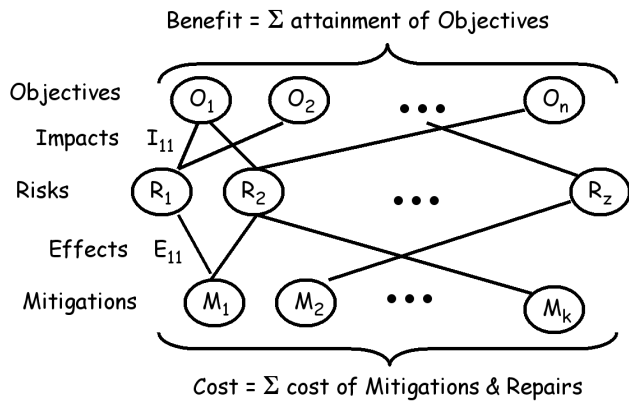 Benefit = Σ attainment of Objectives
Objectives O₁ O₂ ••• Oₙ
Impacts I₁₁
Risks R₁ R₂ ••• R_z
Effects E₁₁
Mitigations M₁ M₂ ••• Mₖ
Cost = Σ cost of Mitigations & Repairs